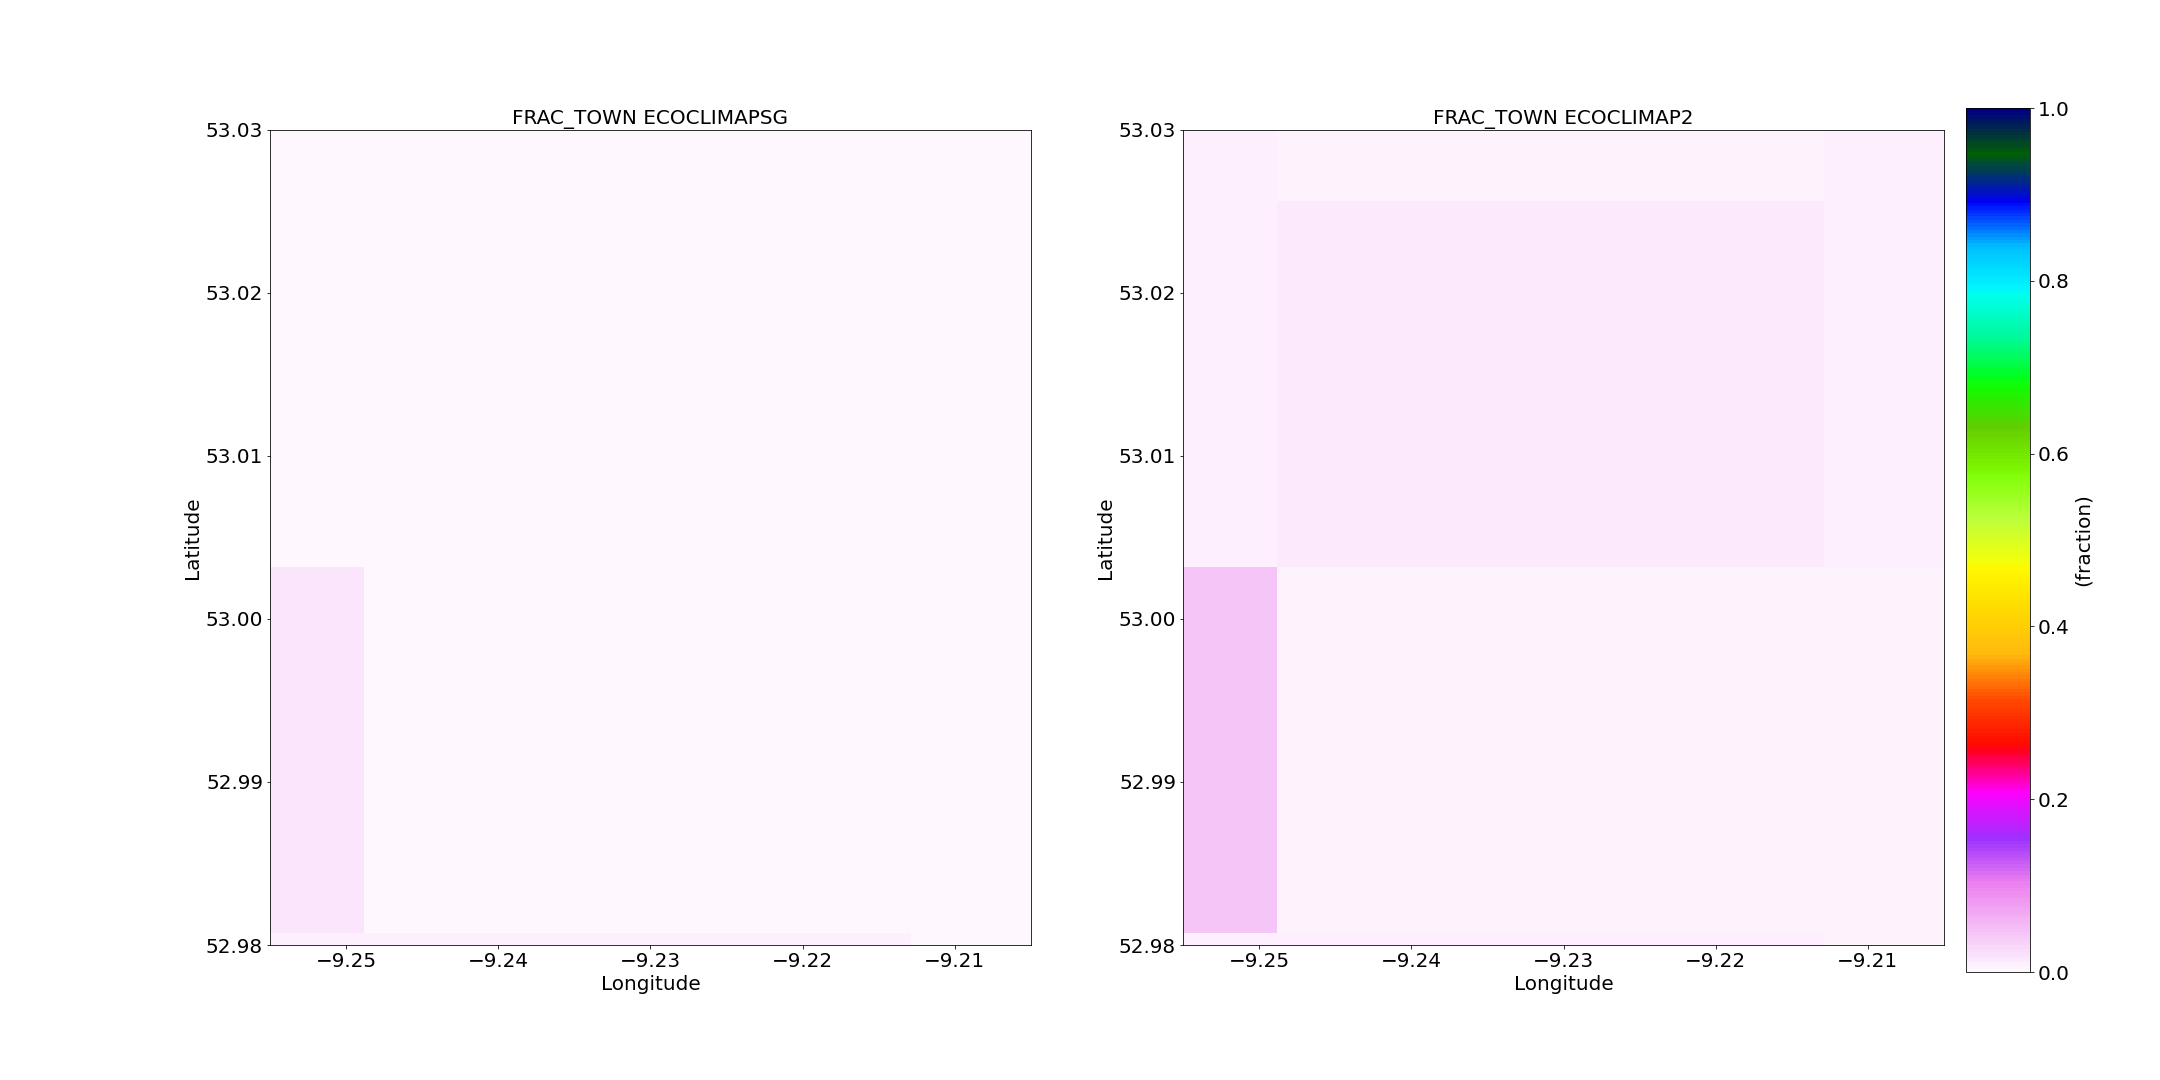 FRAC_TOWN ECOCLIMAPSG
53.03
53.02
53.01
53.00
52.99
52.98
Latitude
−9.25 −9.24 −9.23 −9.22 −9.21
Longitude
FRAC_TOWN ECOCLIMAP2
53.03
53.02
53.01
53.00
52.99
52.98
Latitude
−9.25 −9.24 −9.23 −9.22 −9.21
Longitude
1.0
0.8
0.6
0.4
0.2
0.0
(fraction)